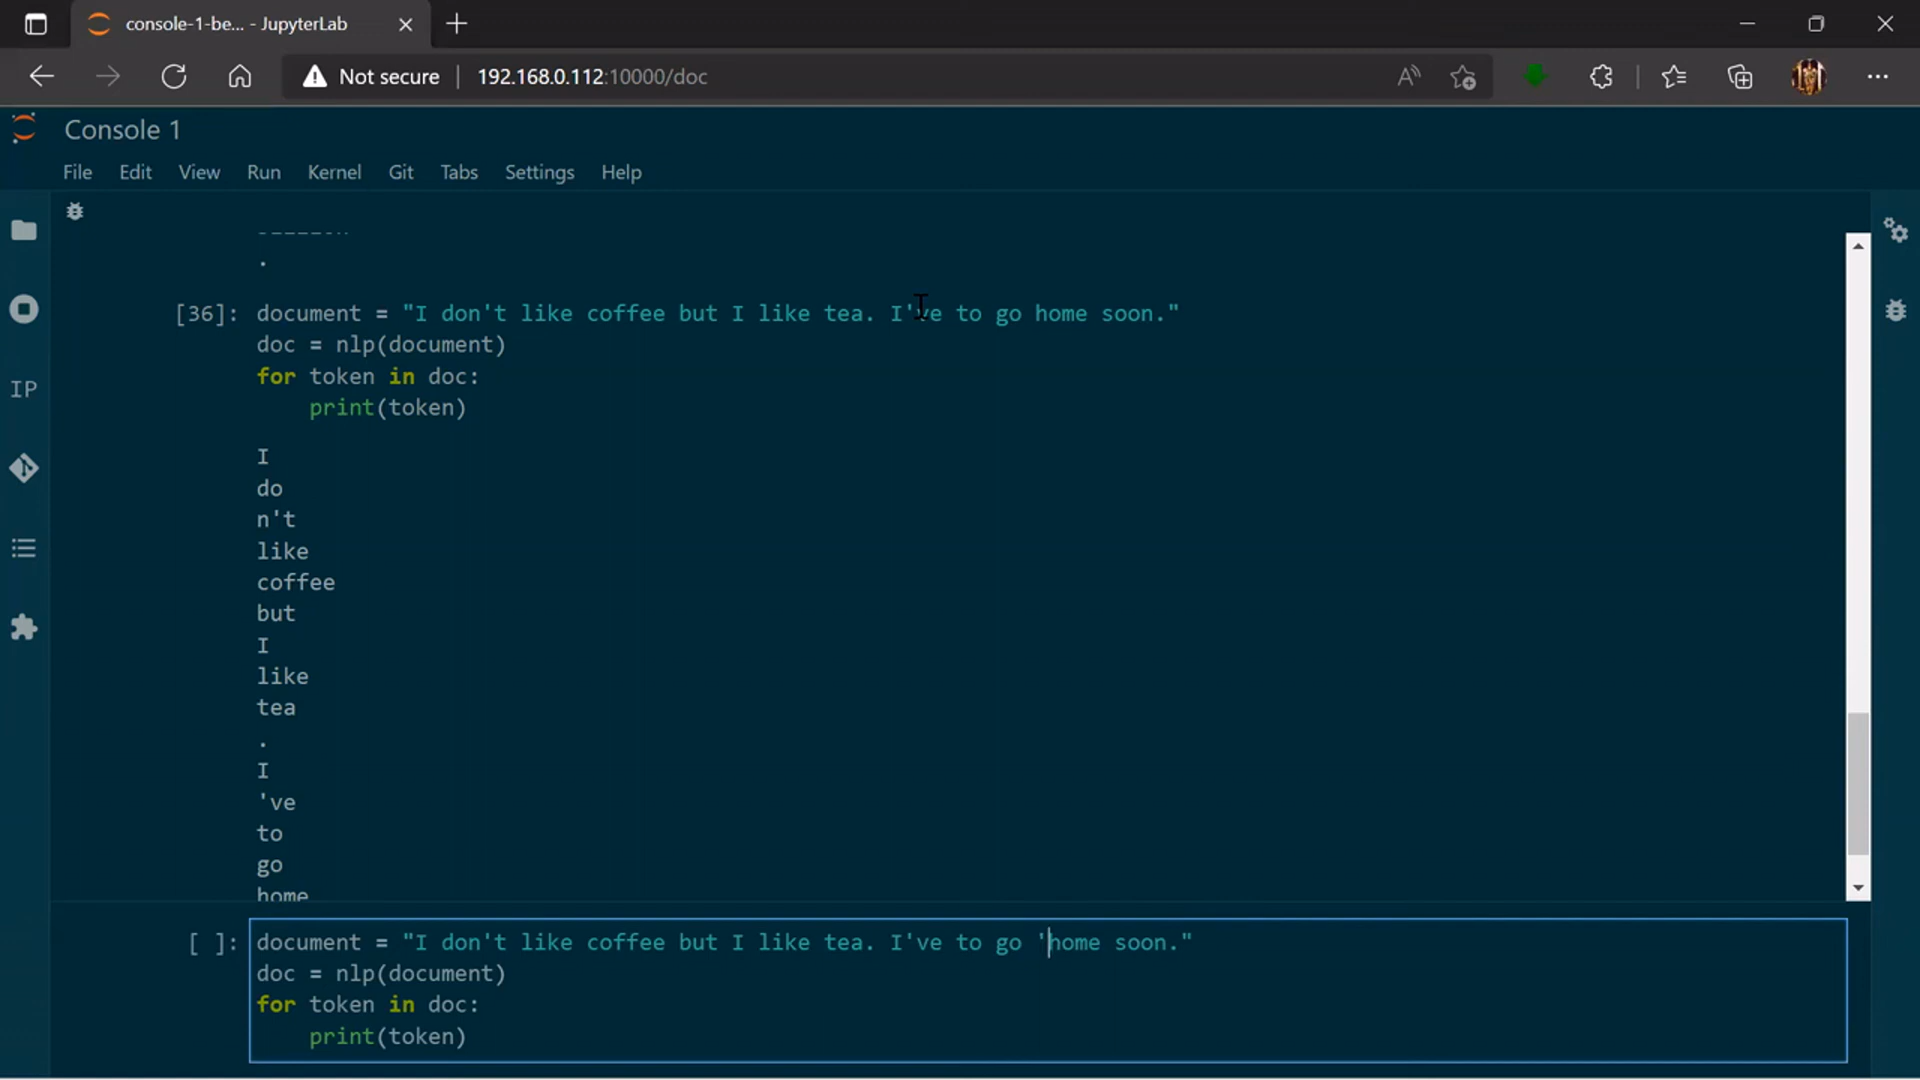 console-1-be... - JupyterLab
Not secure
192.168.0.112:10000/doc
Console 1
File Edit View Run Kernel Git Tabs Settings Help
.
[36]: document = "I don't like coffee but I like tea. I've to go home soon."
doc = nlp(document)
for token in doc:
print(token)
I
do
n't
like
coffee
but
I
like
tea
.
I
've
to
go
home
[ ]: document = "I don't like coffee but I like tea. I've to go 'home soon."
doc = nlp(document)
for token in doc:
print(token)
IP